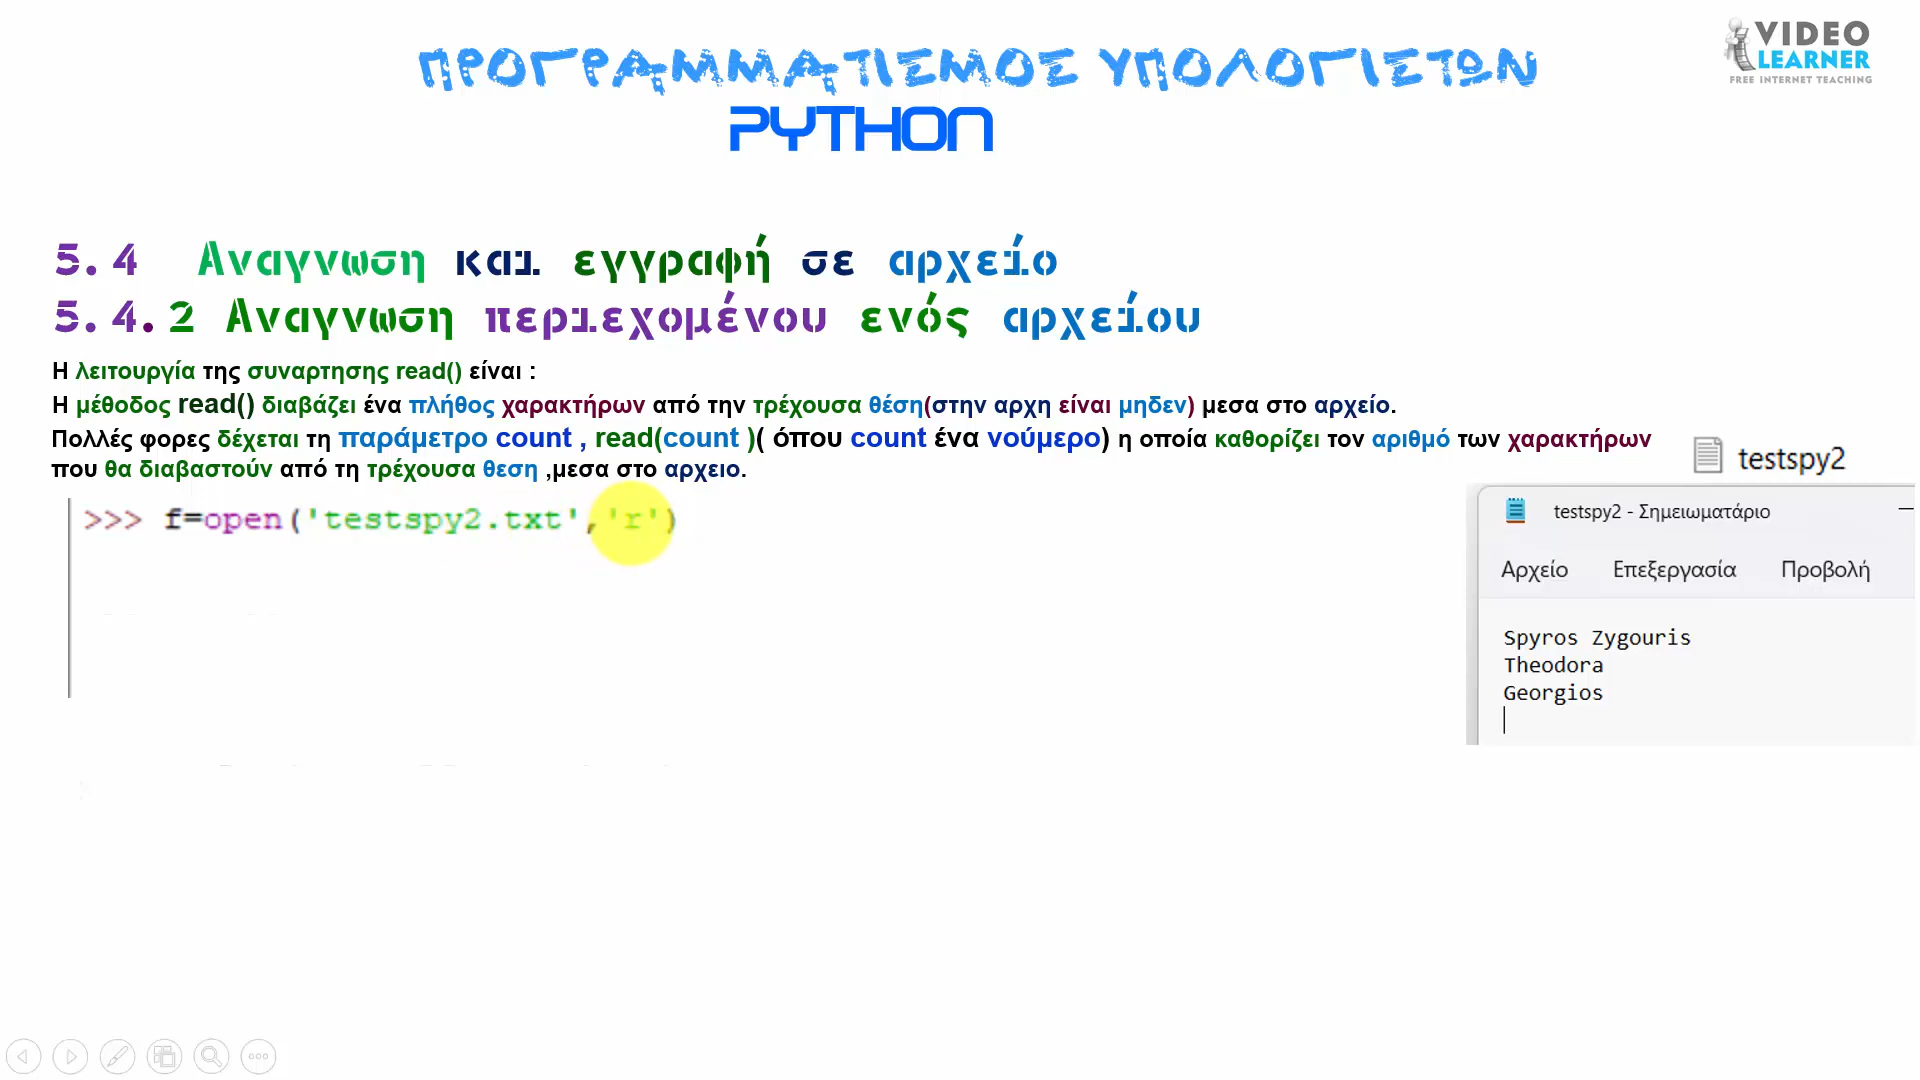 ΠΡΟΓΡΑΜΜΑΤΙΣΜΟΣ ΥΠΟΛΟΓΙΣΤΩΝ
PYTHON
VIDEO
LEARNER
FREE INTERNET TEACHING
5.4 Αναγνωση και εγγραφή σε αρχείο
5.4.2 Αναγνωση περιεχομένου ενός αρχείου
Η λειτουργία της συναρτησης read() είναι :
Η μέθοδος read() διαβάζει ένα πλήθος χαρακτήρων από την τρέχουσα θέση(στην αρχη είναι μηδεν) μεσα στο αρχείο.
Πολλές φορες δέχεται τη παράμετρο count , read(count )( όπου count ένα νούμερο) η οποία καθορίζει τον αριθμό των χαρακτήρων
που θα διαβαστούν από τη τρέχουσα θεση ,μεσα στο αρχειο.
>>> f=open('testspy2.txt','r')
testspy2
testspy2 - Σημειωματάριο
Αρχείο Επεξεργασία Προβολή
Spyros Zygouris
Theodora
Georgios